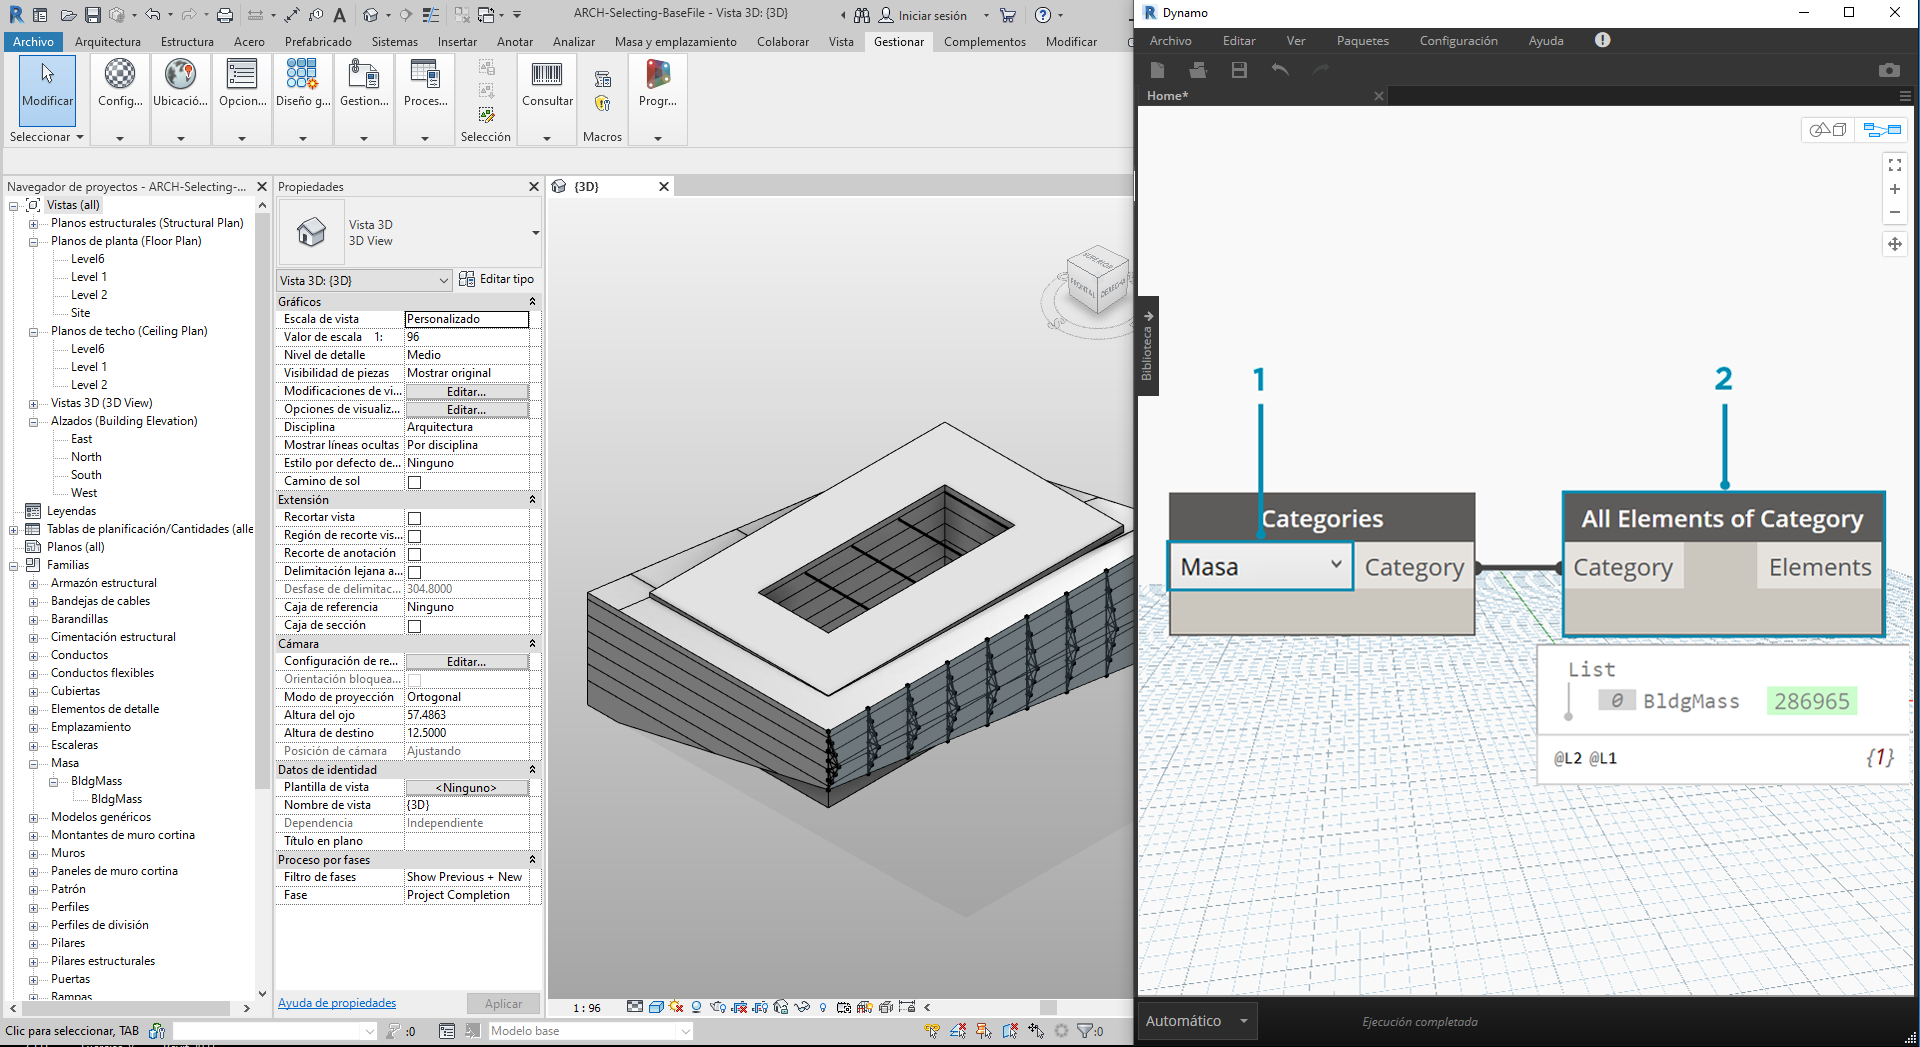 ARCH-Selecting-BaseFile - Vista 3D: {3D}
Iniciar sesión
Archivo
Arquitectura
Estructura
Acero
Prefabricado
Sistemas
Insertar
Anotar
Analizar
Masa y emplazamiento
Colaborar
Vista
Gestionar
Complementos
Modificar
Modificar
Config...
Ubicació...
Opcion...
Diseño g...
Gestion...
Proces...
Consultar
Progr...
Seleccionar
Selección
Macros
Navegador de proyectos - ARCH-Selecting-...
Vistas (all)
Planos estructurales (Structural Plan)
Planos de planta (Floor Plan)
Level6
Level 1
Level 2
Site
Planos de techo (Ceiling Plan)
Level6
Level 1
Level 2
Vistas 3D (3D View)
Alzados (Building Elevation)
East
North
South
West
Leyendas
Tablas de planificación/Cantidades (alle
Planos (all)
Familias
Armazón estructural
Bandejas de cables
Barandillas
Cimentación estructural
Conductos
Conductos flexibles
Cubiertas
Elementos de detalle
Emplazamiento
Escaleras
Masa
BldgMass
BldgMass
Modelos genéricos
Montantes de muro cortina
Muros
Paneles de muro cortina
Patrón
Perfiles
Perfiles de división
Pilares
Pilares estructurales
Puertas
Rampas
Propiedades
Vista 3D
3D View
Vista 3D: {3D}
Editar tipo
Gráficos
Escala de vista Personalizado
Valor de escala 1: 96
Nivel de detalle Medio
Visibilidad de piezas Mostrar original
Modificaciones de vi... Editar...
Opciones de visualiz... Editar...
Disciplina Arquitectura
Mostrar líneas ocultas Por disciplina
Estilo por defecto de... Ninguno
Camino de sol
Extensión
Recortar vista
Región de recorte vis...
Recorte de anotación
Delimitación lejana a...
Desfase de delimitac... 304.8000
Caja de referencia Ninguno
Caja de sección
Cámara
Configuración de re... Editar...
Orientación bloquea...
Modo de proyección Ortogonal
Altura del ojo 57.4863
Altura de destino 12.5000
Posición de cámara Ajustando
Datos de identidad
Plantilla de vista <Ninguno>
Nombre de vista {3D}
Dependencia Independiente
Título en plano
Proceso por fases
Filtro de fases Show Previous + New
Fase Project Completion
Ayuda de propiedades
Aplicar
{3D}
SUPERIOR
FRONTAL
DERECHA
1 : 96
Clic para seleccionar, TAB
:0
Modelo base
:0
Dynamo
Archivo
Editar
Ver
Paquetes
Configuración
Ayuda
Home*
Biblioteca
1
2
Categories
Masa
Category
All Elements of Category
Category
Elements
List
0 BldgMass 286965
@L2 @L1 {1}
Automático
Ejecución completada